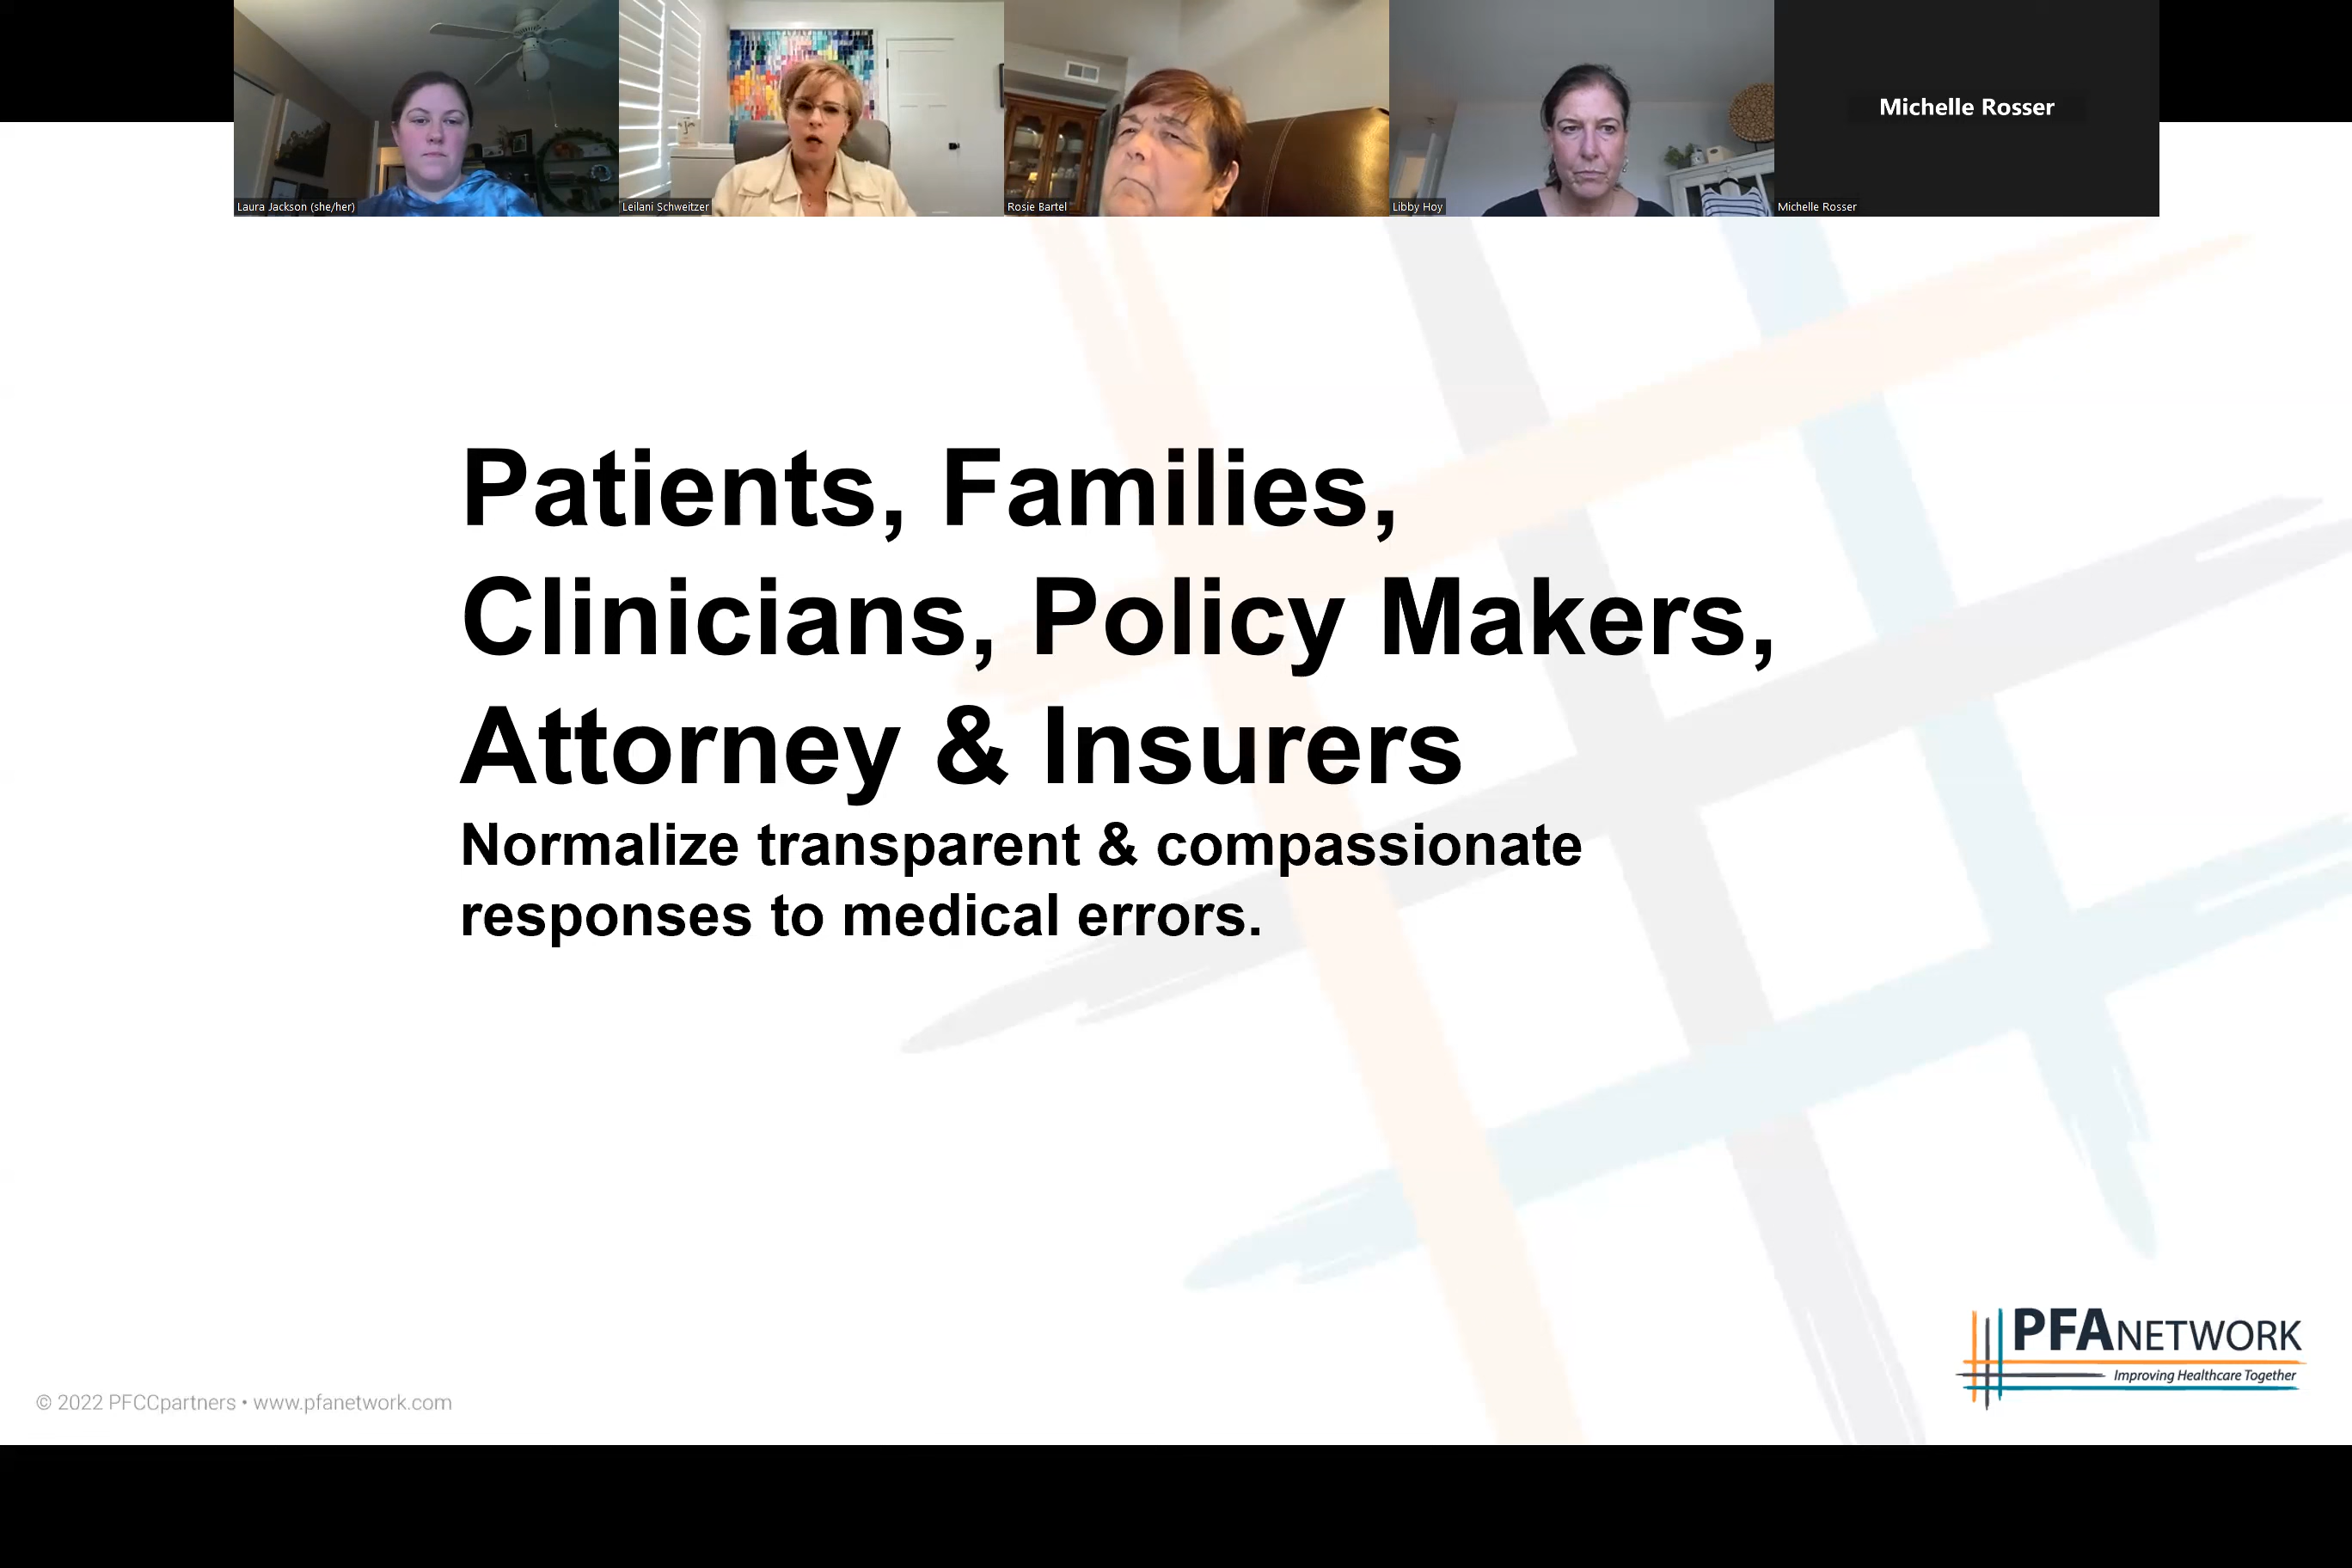 Michelle Rosser
Laura Jackson (she/her)
Leilani Schweitzer
Rosie Bartel
Libby Hoy
Michelle Rosser
Patients, Families,
Clinicians, Policy Makers,
Attorney & Insurers
Normalize transparent & compassionate
responses to medical errors.
PFANETWORK
Improving Healthcare Together
© 2022 PFCCpartners • www.pfanetwork.com